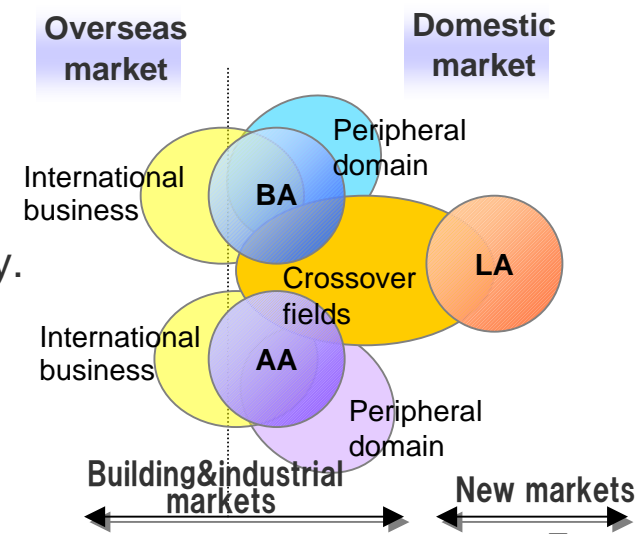 Overseas
market
Domestic
market
Peripheral
domain
International
business
BA
y.
LA
Crossover
fields
International
business
AA
Peripheral
domain
Building&industrial
markets
New markets